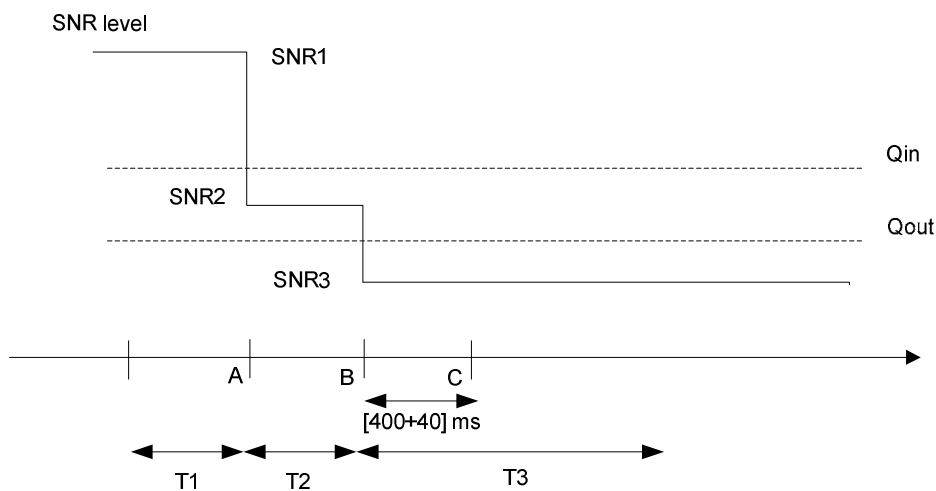 SNR level
SNR1
Qin
SNR2
Qout
SNR3
A
B
C
[400+40] ms
T1
T2
T3